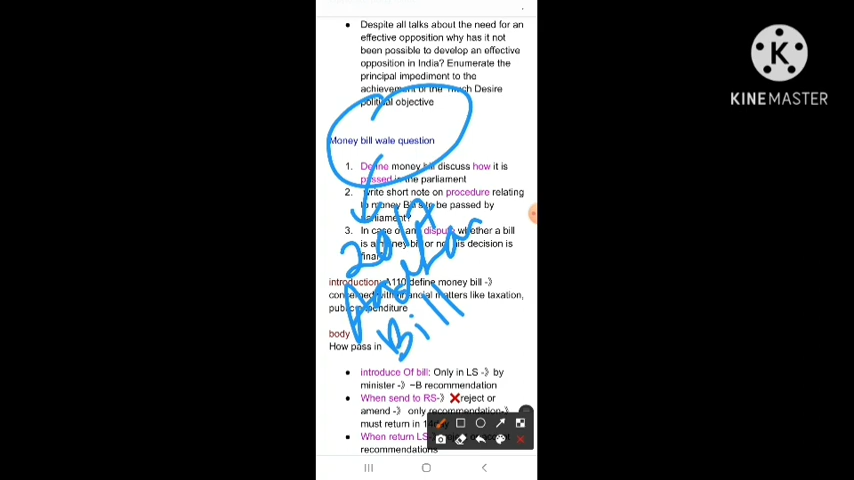 Despite all talks about the need for an
effective opposition why has it not
been possible to develop an effective
opposition in India? Enumerate the
principal impediment to the
achievement of the much Desire
political objective
Money bill wale question
1. Define money bill discuss how it is
passed in the parliament
2. Write short note on procedure relating
to money Bills to be passed by
parliament?
3. In case of any dispute whether a bill
is a money bill or not his decision is
final
introduction: A110 define money bill -》
concerned with financial matters like taxation,
public expenditure
body
How pass in
introduce Of bill: Only in LS -》 by
minister -》 ~B recommendation
When send to RS-》 ❌reject or
amend -》 only recommendation-》
must return in 14
When return LS-》
recommendations
2017
Aadhar
Bill
K
KINEMASTER